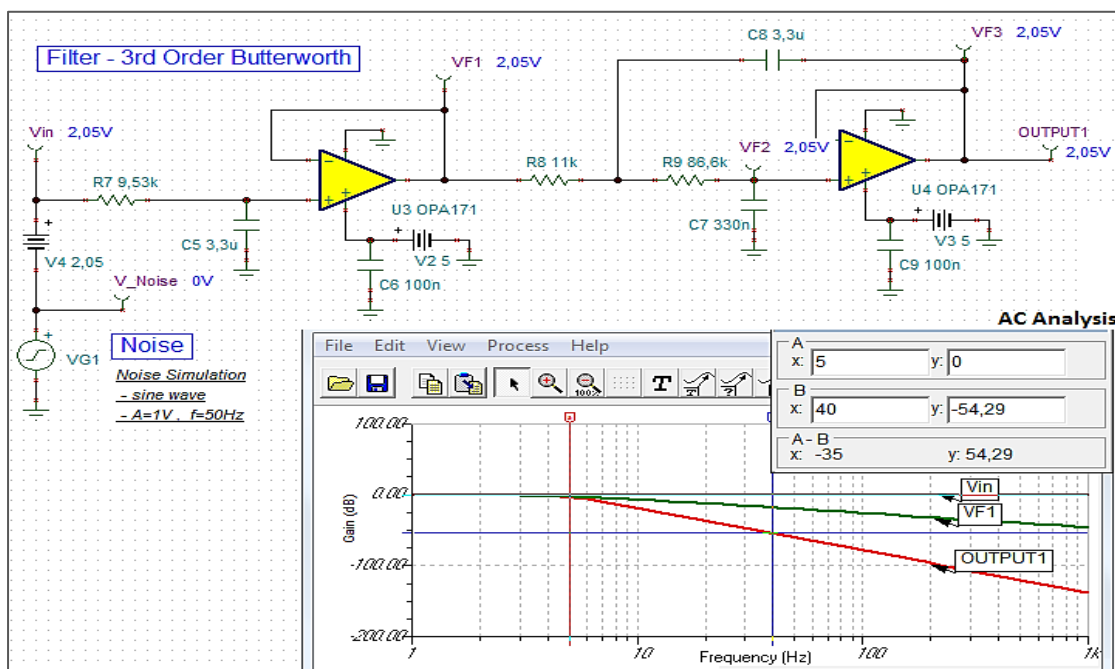 Filter - 3rd Order Butterworth
C8 3,3u
VF3 2,05V
VF1 2,05V
Vin 2,05V
OUTPUT1
2,05V
R7 9,53k
R8 11k
VF2 2,05V
R9 86,6k
U3 OPA171
U4 OPA171
C5 3,3u
C7 330n
V4 2,05
V2 5
V3 5
C6 100n
C9 100n
V_Noise 0V
VG1
Noise
Noise Simulation
- sine wave
- A=1V , f=50Hz
AC Analysis
File Edit View Process Help
100%
T
A
x: 5 y: 0
B
x: 40 y: -54,29
A - B
x: -35 y: 54,29
100.00
0.00
-100.00
-200.00
Gain (dB)
Vin
VF1
OUTPUT1
1 10 100 1k
Frequency (Hz)